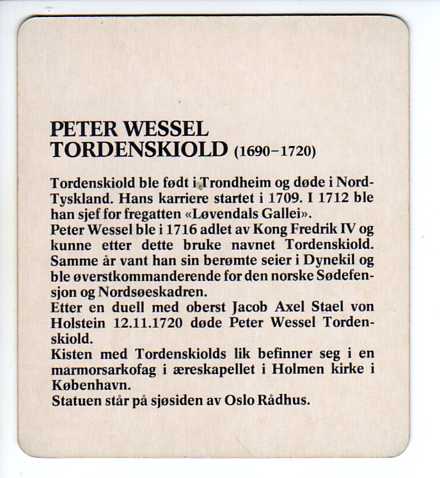 PETER WESSEL
TORDENSKIOLD (1690–1720)
Tordenskiold ble født i Trondheim og døde i Nord-
Tyskland. Hans karriere startet i 1709. I 1712 ble
han sjef for fregatten «Løvendals Gallei».
Peter Wessel ble i 1716 adlet av Kong Fredrik IV og
kunne etter dette bruke navnet Tordenskiold.
Samme år vant han sin berømte seier i Dynekil og
ble øverstkommanderende for den norske Sødefen-
sjon og Nordsøeskadren.
Etter en duell med oberst Jacob Axel Stael von
Holstein 12.11.1720 døde Peter Wessel Torden-
skiold.
Kisten med Tordenskiolds lik befinner seg i en
marmorsarkofag i æreskapellet i Holmen kirke i
København.
Statuen står på sjøsiden av Oslo Rådhus.